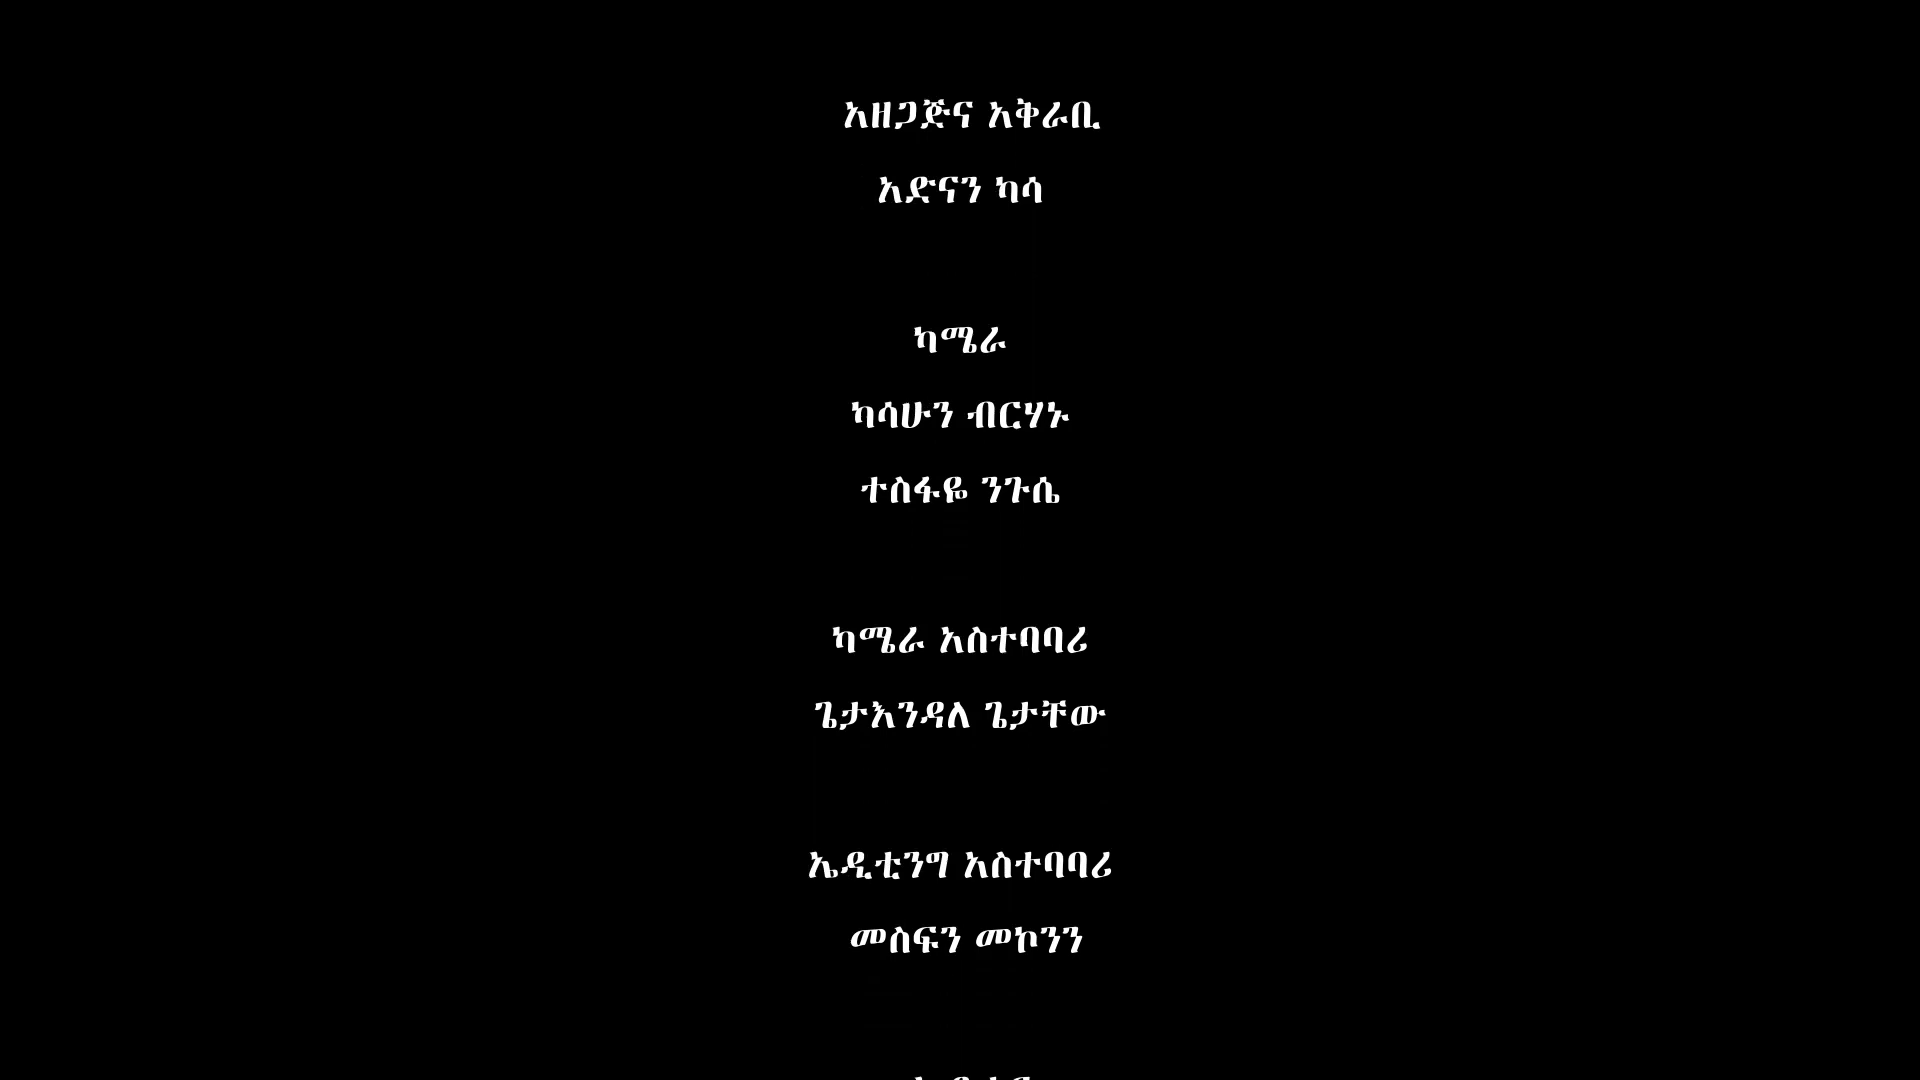 አዘጋጅና አቅራቢ
አድናን ካሳ
ካሜራ
ካሳሁን ብርሃኑ
ተስፋዬ ንጉሴ
ካሜራ አስተባባሪ
ጌታእንዳለ ጌታቸው
ኤዲቲንግ አስተባባሪ
መስፍን መኮንን